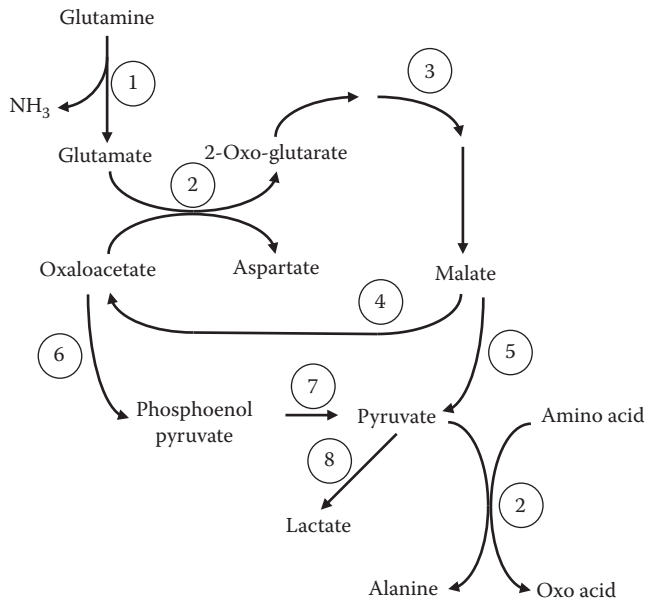 Glutamine
1
3
NH₃
Glutamate
2-Oxo-glutarate
2
Oxaloacetate
Aspartate
Malate
4
6
5
7
Phosphoenol
pyruvate
Pyruvate
Amino acid
8
2
Lactate
Alanine
Oxo acid